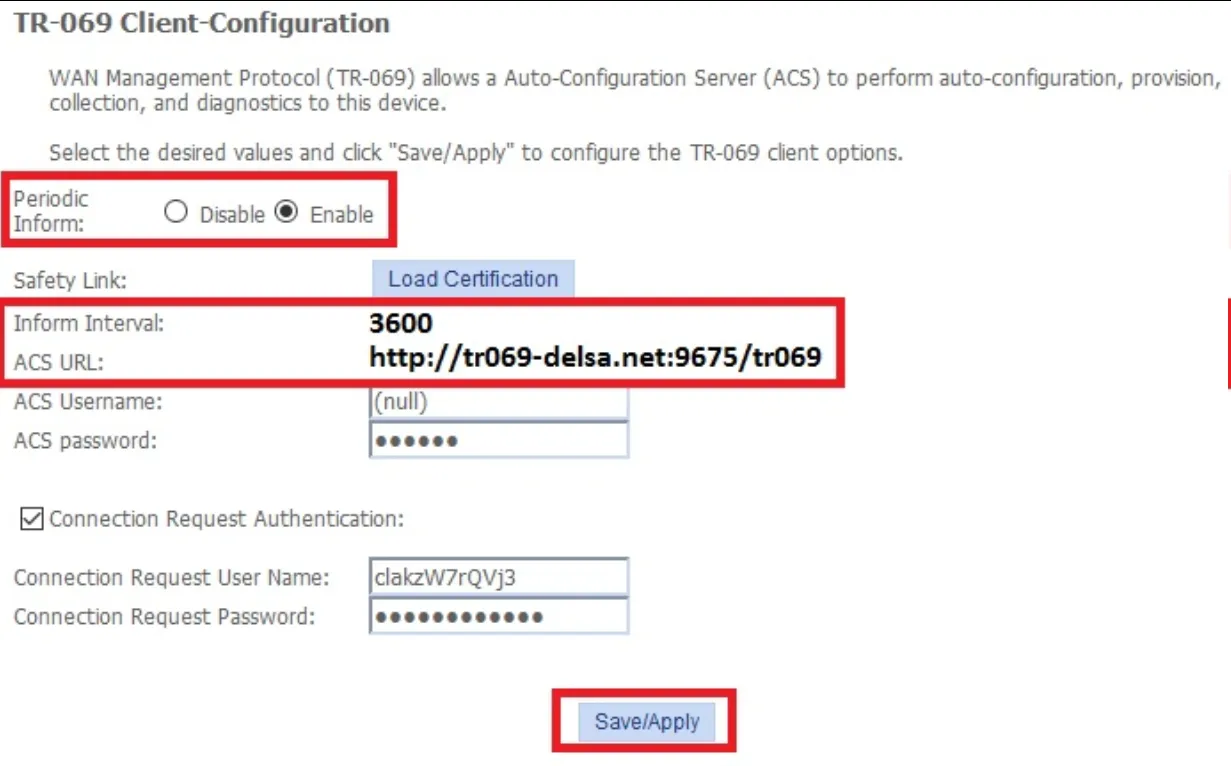 TR-069 Client-Configuration
WAN Management Protocol (TR-069) allows a Auto-Configuration Server (ACS) to perform auto-configuration, provision,
collection, and diagnostics to this device.
Select the desired values and click "Save/Apply" to configure the TR-069 client options.
Periodic
Inform: Disable Enable
Safety Link: Load Certification
Inform Interval: 3600
ACS URL: http://tr069-delsa.net:9675/tr069
ACS Username: (null)
ACS password: ••••••
Connection Request Authentication:
Connection Request User Name: clakzW7rQVj3
Connection Request Password: ••••••••••••
Save/Apply